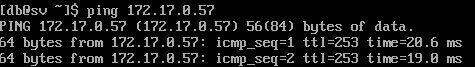 [db@sv ~]$ ping 172.17.0.57
PING 172.17.0.57 (172.17.0.57) 56(84) bytes of data.
64 bytes from 172.17.0.57: icmp_seq=1 ttl=253 time=20.6 ms
64 bytes from 172.17.0.57: icmp_seq=2 ttl=253 time=19.0 ms